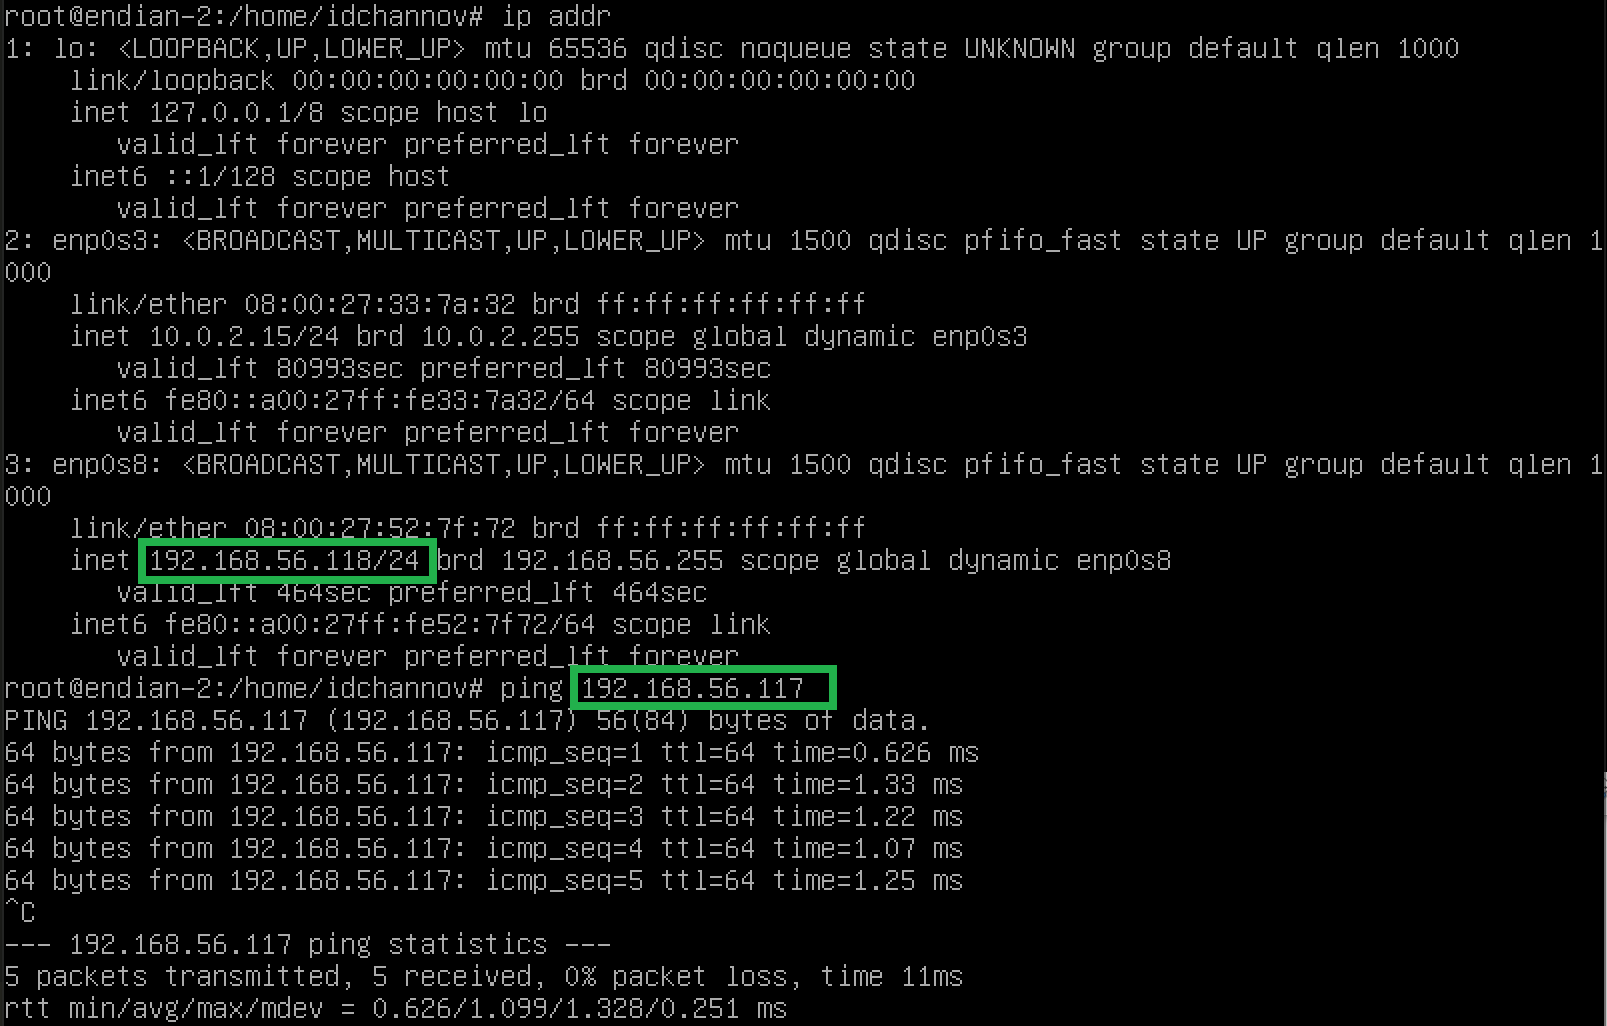 root@endian-2:/home/idchannov# ip addr
1: lo: <LOOPBACK,UP,LOWER_UP> mtu 65536 qdisc noqueue state UNKNOWN group default qlen 1000
    link/loopback 00:00:00:00:00:00 brd 00:00:00:00:00:00
    inet 127.0.0.1/8 scope host lo
       valid_lft forever preferred_lft forever
    inet6 ::1/128 scope host
       valid_lft forever preferred_lft forever
2: enp0s3: <BROADCAST,MULTICAST,UP,LOWER_UP> mtu 1500 qdisc pfifo_fast state UP group default qlen 1
000
    link/ether 08:00:27:33:7a:32 brd ff:ff:ff:ff:ff:ff
    inet 10.0.2.15/24 brd 10.0.2.255 scope global dynamic enp0s3
       valid_lft 80993sec preferred_lft 80993sec
    inet6 fe80::a00:27ff:fe33:7a32/64 scope link
       valid_lft forever preferred_lft forever
3: enp0s8: <BROADCAST,MULTICAST,UP,LOWER_UP> mtu 1500 qdisc pfifo_fast state UP group default qlen 1
000
    link/ether 08:00:27:52:7f:72 brd ff:ff:ff:ff:ff:ff
    inet 192.168.56.118/24 brd 192.168.56.255 scope global dynamic enp0s8
       valid_lft 464sec preferred_lft 464sec
    inet6 fe80::a00:27ff:fe52:7f72/64 scope link
       valid_lft forever preferred_lft forever
root@endian-2:/home/idchannov# ping 192.168.56.117
PING 192.168.56.117 (192.168.56.117) 56(84) bytes of data.
64 bytes from 192.168.56.117: icmp_seq=1 ttl=64 time=0.626 ms
64 bytes from 192.168.56.117: icmp_seq=2 ttl=64 time=1.33 ms
64 bytes from 192.168.56.117: icmp_seq=3 ttl=64 time=1.22 ms
64 bytes from 192.168.56.117: icmp_seq=4 ttl=64 time=1.07 ms
64 bytes from 192.168.56.117: icmp_seq=5 ttl=64 time=1.25 ms
^C
--- 192.168.56.117 ping statistics ---
5 packets transmitted, 5 received, 0% packet loss, time 11ms
rtt min/avg/max/mdev = 0.626/1.099/1.328/0.251 ms